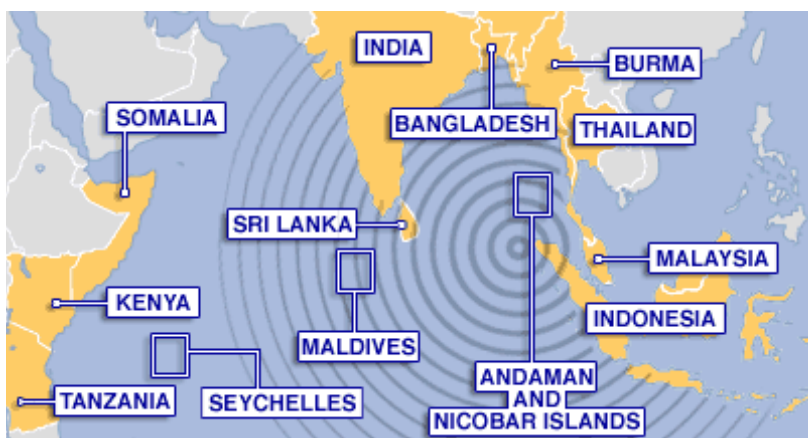 INDIA
BURMA
SOMALIA
BANGLADESH
THAILAND
SRI LANKA
MALAYSIA
KENYA
INDONESIA
MALDIVES
ANDAMAN
AND
NICOBAR ISLANDS
TANZANIA
SEYCHELLES